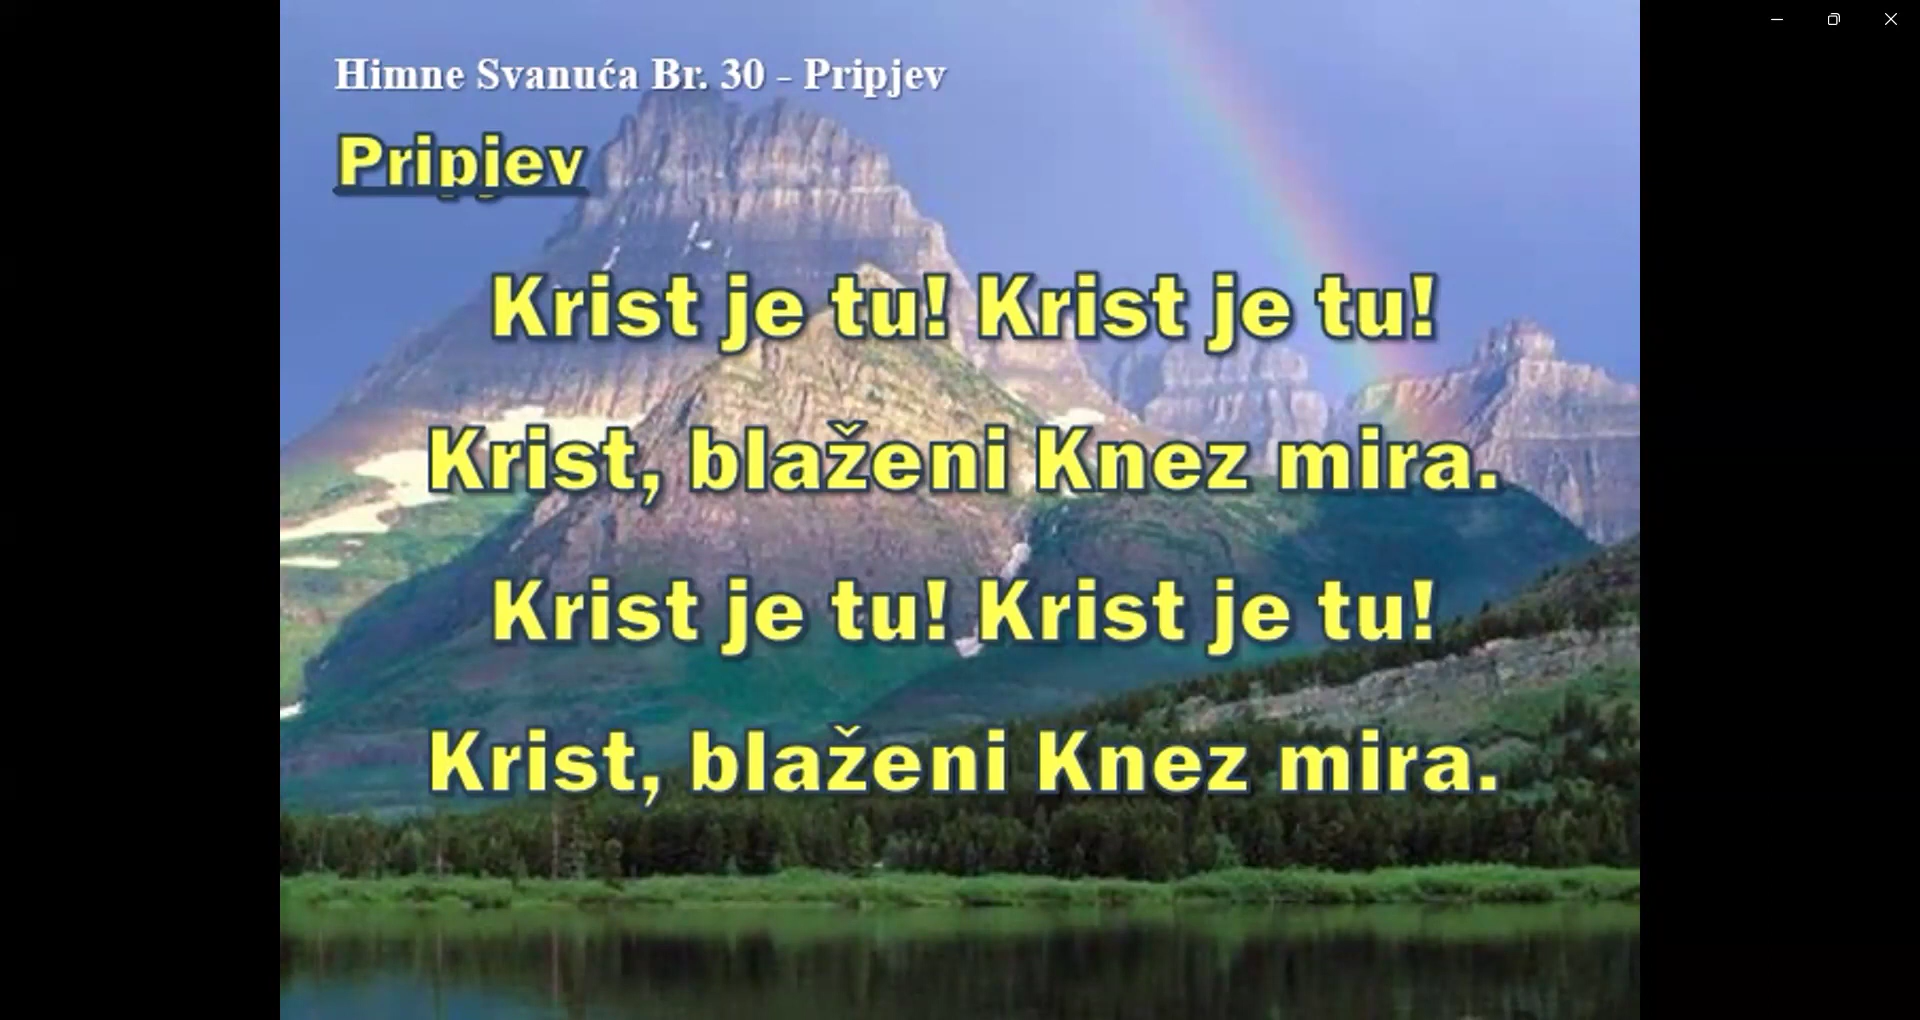 Himne Svanuća Br. 30 - Pripjev
Pripjev
Krist je tu! Krist je tu!
Krist, blaženi Knez mira.
Krist je tu! Krist je tu!
Krist, blaženi Knez mira.